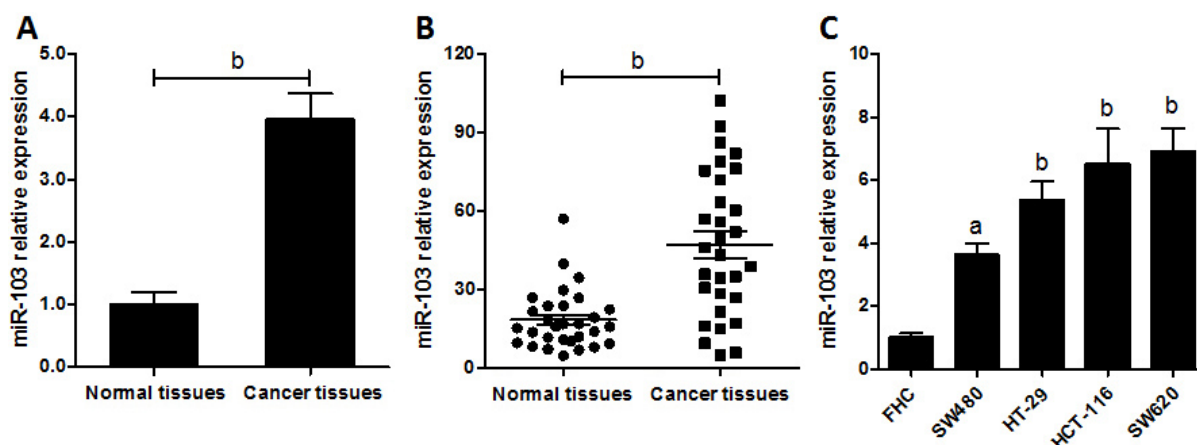 A
miR-103 relative expression
5.0
4.0
3.0
2.0
1.0
0.0
b
Normal tissues
Cancer tissues
B
miR-103 relative expression
120
90
60
30
0
b
Normal tissues
Cancer tissues
C
miR-103 relative expression
10
8
6
4
2
0
a
b
b
b
FHC
SW480
HT-29
HCT-116
SW620